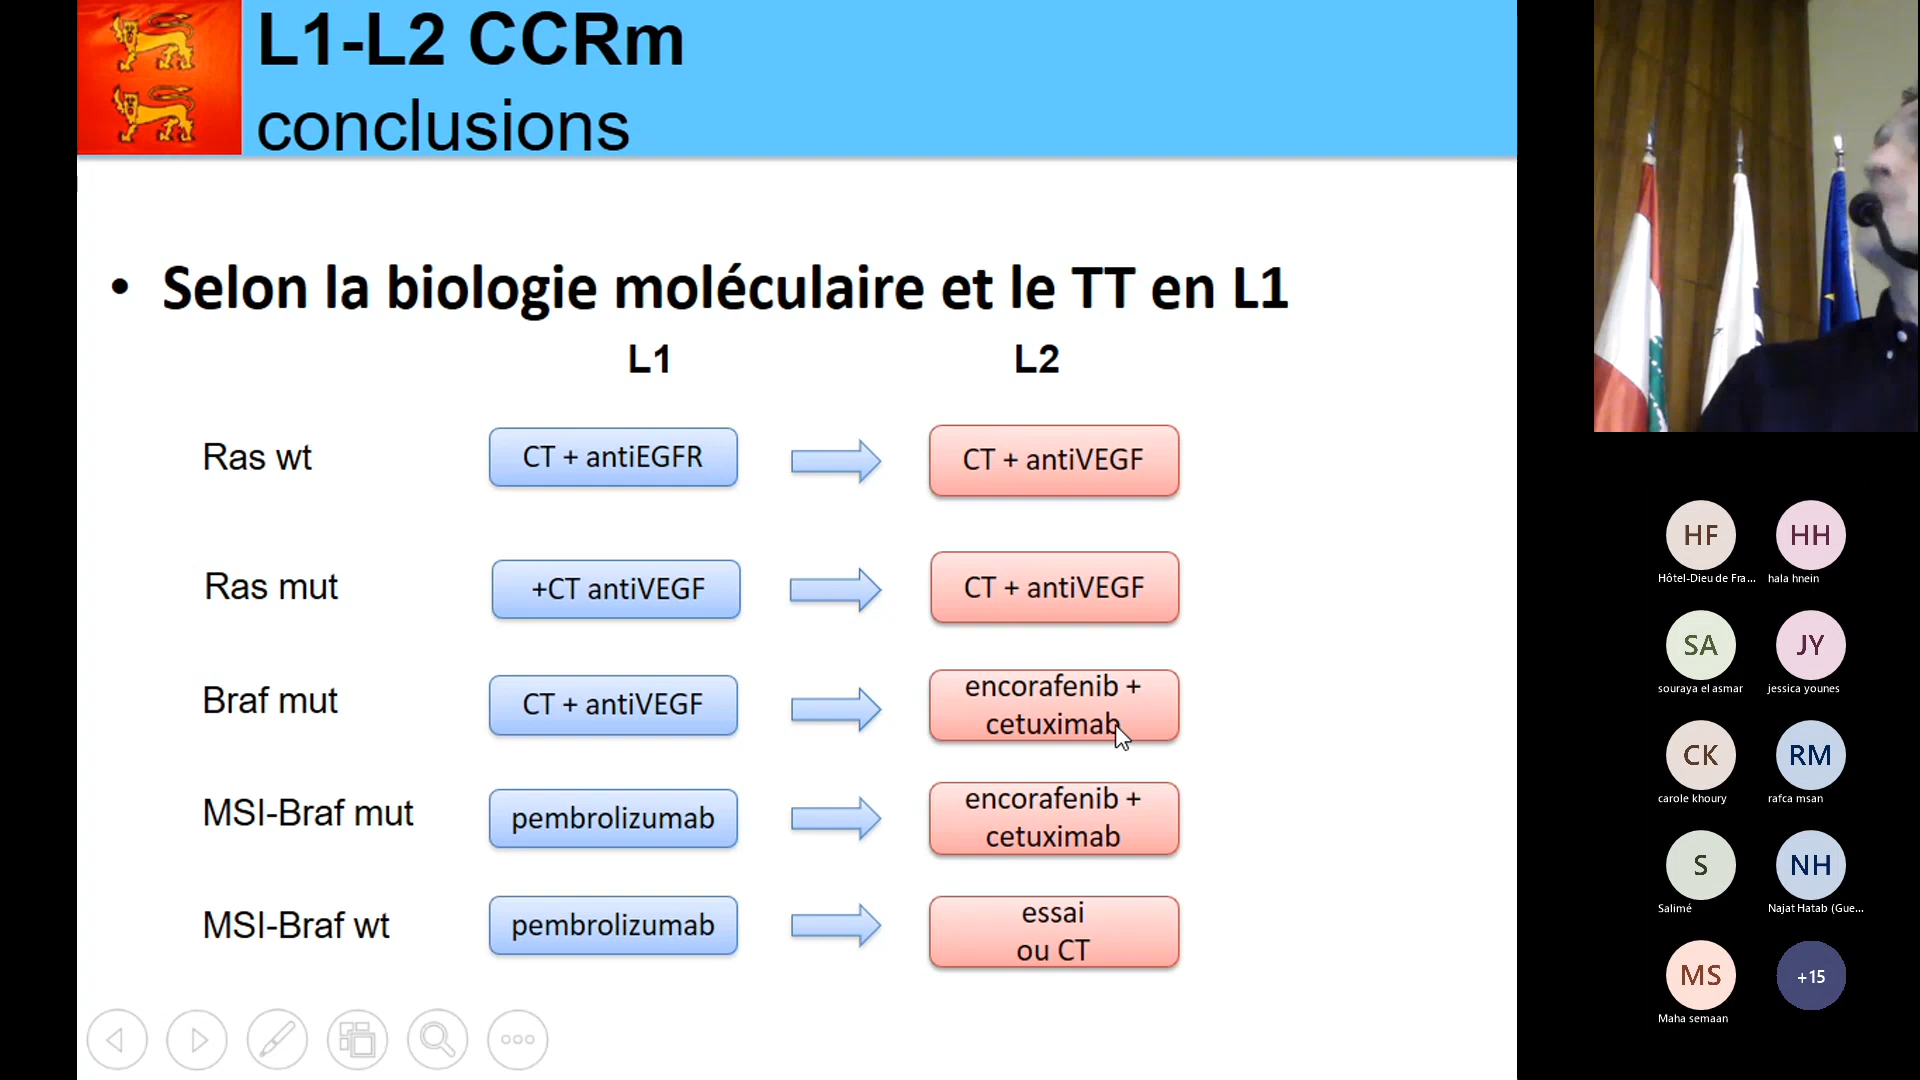 L1-L2 CCRm
conclusions
• Selon la biologie moléculaire et le TT en L1
L1 L2
Ras wt CT + antiEGFR CT + antiVEGF
Ras mut +CT antiVEGF CT + antiVEGF
Braf mut CT + antiVEGF encorafenib +
cetuximab
MSI-Braf mut pembrolizumab encorafenib +
cetuximab
MSI-Braf wt pembrolizumab essai
ou CT
HF HH
Hôtel-Dieu de Fra... hala hnein
SA JY
souraya el asmar jessica younes
CK RM
carole khoury rafca msan
S NH
Salimé Najat Hatab (Gue...
MS +15
Maha semaan